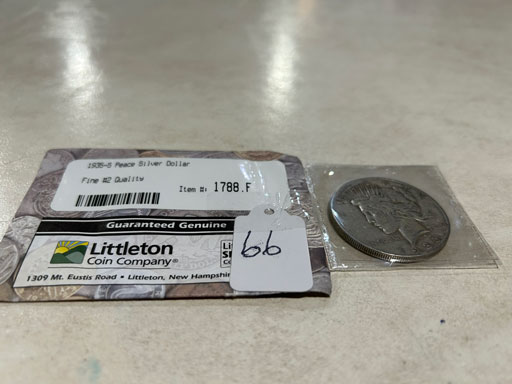 1935-S Peace Silver Dollar
Fine #2 Quality
Item #: 1788.F
Guaranteed Genuine
Littleton
Coin Company®
1309 Mt. Eustis Road • Littleton, New Hampshire
66